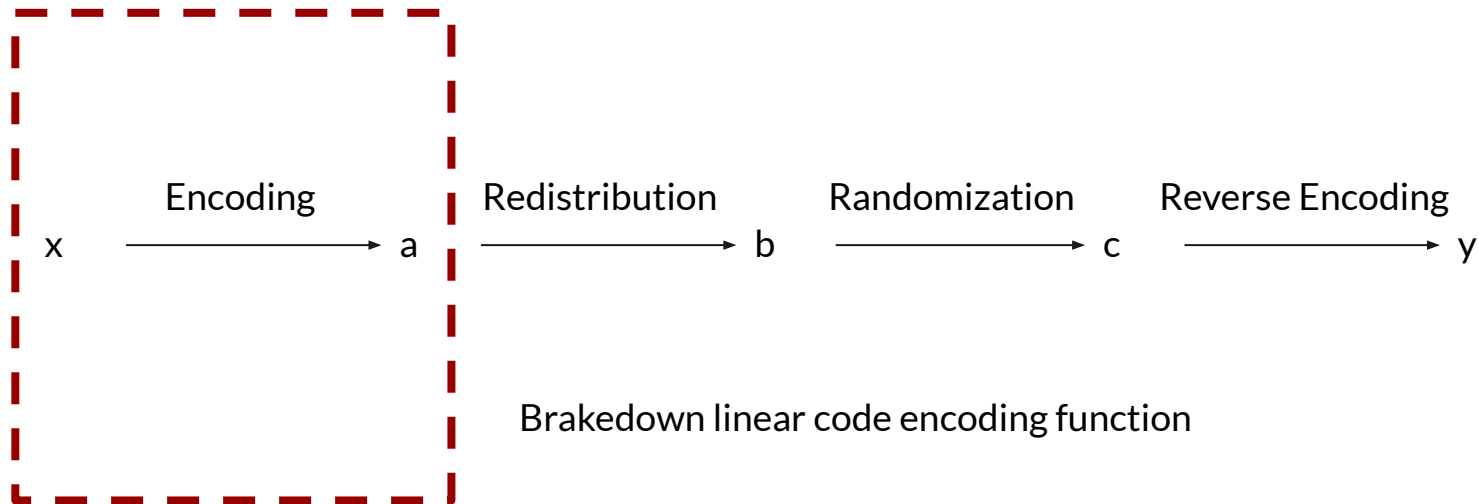 Encoding Redistribution Randomization Reverse Encoding
x a b c y
Brakedown linear code encoding function